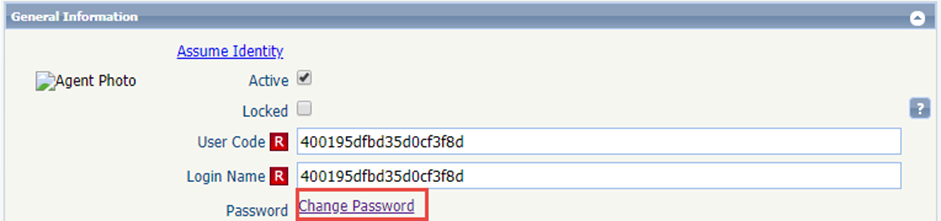 General Information
Assume Identity
Agent Photo
Active
Locked
?
User Code R 400195dfbd35d0cf3f8d
Login Name R 400195dfbd35d0cf3f8d
Password Change Password